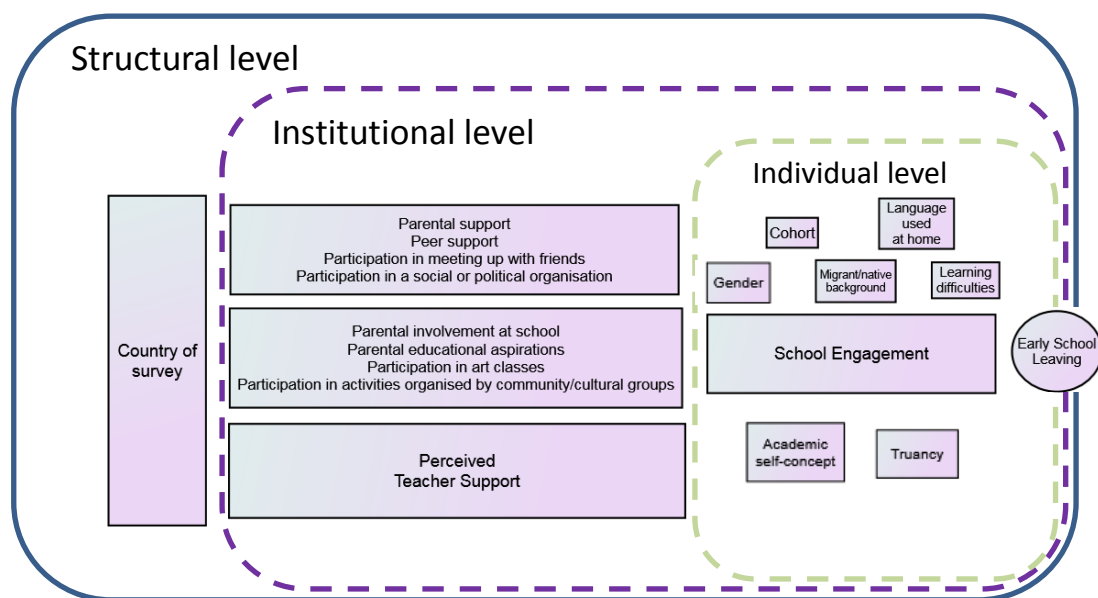 Structural level
Institutional level
Individual level
Country of
survey
Parental support
Peer support
Participation in meeting up with friends
Participation in a social or political organisation
Parental involvement at school
Parental educational aspirations
Participation in art classes
Participation in activities organised by community/cultural groups
Perceived
Teacher Support
Cohort
Language
used
at home
Gender
Migrant/native
background
Learning
difficulties
School Engagement
Early School
Leaving
Academic
self-concept
Truancy